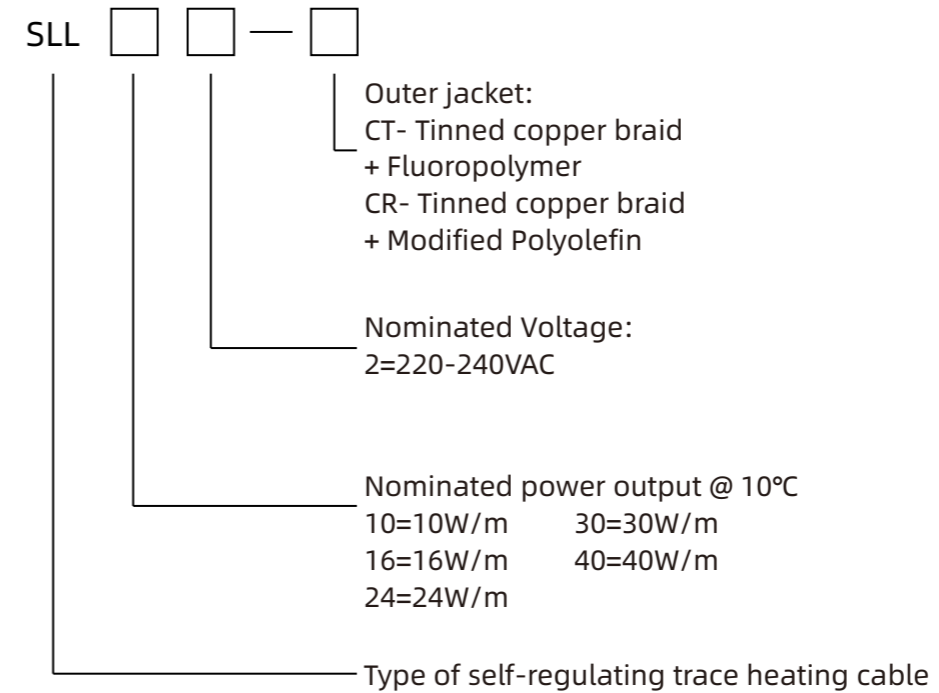 SLL □ □ — □
Outer jacket:
CT- Tinned copper braid
+ Fluoropolymer
CR- Tinned copper braid
+ Modified Polyolefin
Nominated Voltage:
2=220-240VAC
Nominated power output @ 10℃
10=10W/m 30=30W/m
16=16W/m 40=40W/m
24=24W/m
Type of self-regulating trace heating cable